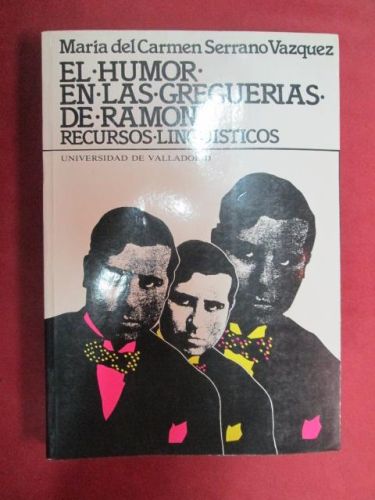 María del Carmen Serrano Vazquez
EL·HUMOR·
EN·LAS·GREGUERIAS·
DE·RAMON
RECURSOS·LINGÜISTICOS
UNIVERSIDAD DE VALLADOLID